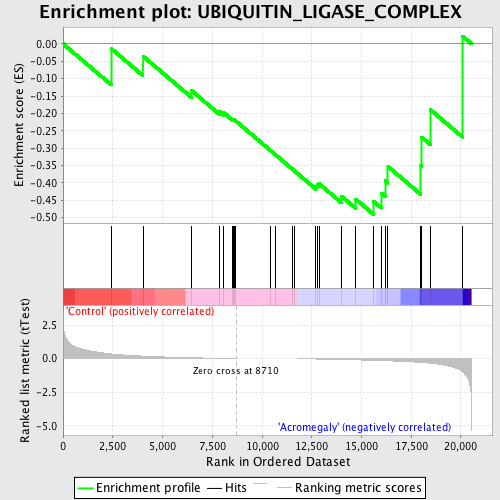 Enrichment plot: UBIQUITIN_LIGASE_COMPLEX
Enrichment score (ES)
0.00
-0.05
-0.10
-0.15
-0.20
-0.25
-0.30
-0.35
-0.40
-0.45
-0.50
'Control' (positively correlated)
Ranked list metric (tTest)
2.5
0.0
-2.5
-5.0
Zero cross at 8710
'Acromegaly' (negatively correlated)
0
2,500
5,000
7,500
10,000
12,500
15,000
17,500
20,000
Rank in Ordered Dataset
Enrichment profile
Hits
Ranking metric scores